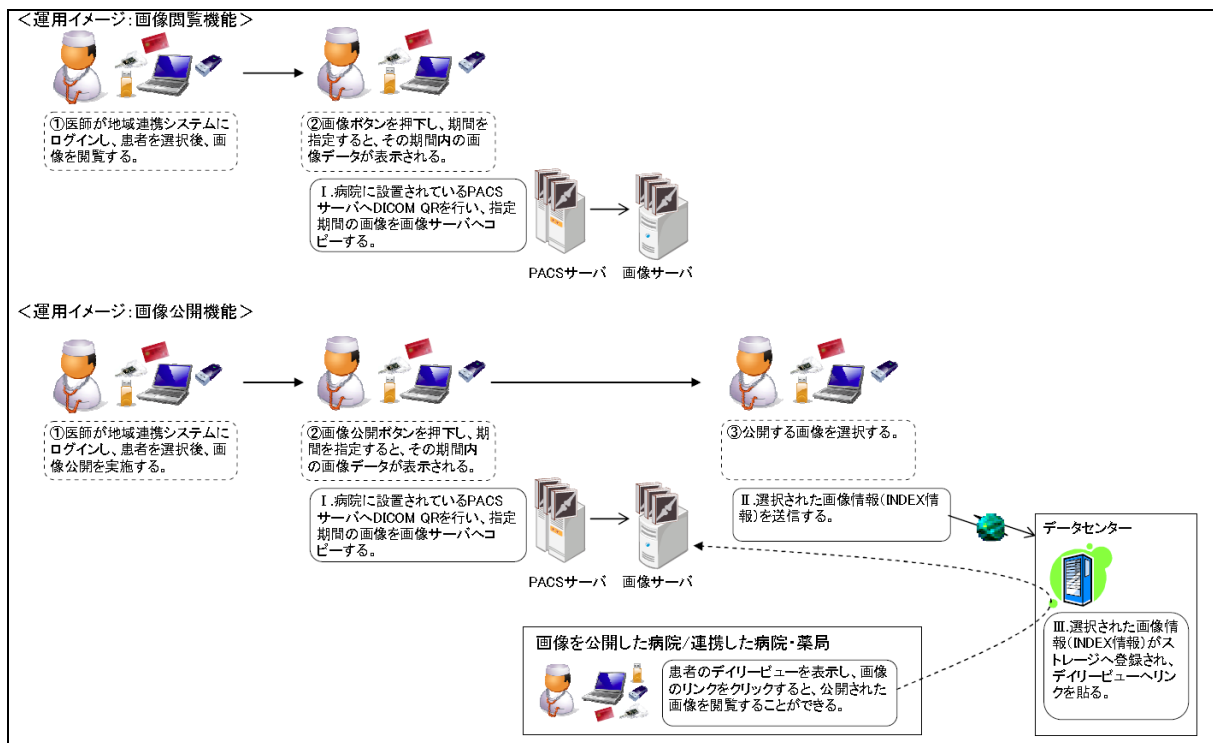 ＜運用イメージ：画像閲覧機能＞
①医師が地域連携システムに
ログインし、患者を選択後、画
像を閲覧する。
②画像ボタンを押下し、期間を
指定すると、その期間内の画
像データが表示される。
Ⅰ.病院に設置されているPACS
サーバへDICOM QRを行い、指定
期間の画像を画像サーバへコ
ピーする。
PACSサーバ 画像サーバ
＜運用イメージ：画像公開機能＞
①医師が地域連携システムに
ログインし、患者を選択後、画
像公開を実施する。
②画像公開ボタンを押下し、期
間を指定すると、その期間内
の画像データが表示される。
③公開する画像を選択する。
Ⅰ.病院に設置されているPACS
サーバへDICOM QRを行い、指定
期間の画像を画像サーバへコ
ピーする。
PACSサーバ 画像サーバ
Ⅱ.選択された画像情報(INDEX情
報)を送信する。
データセンター
Ⅲ.選択された画像情
報(INDEX情報)がス
トレージへ登録され、
デイリービューへリン
クを貼る。
画像を公開した病院/連携した病院・薬局
患者のデイリービューを表示し、画像
のリンクをクリックすると、公開された
画像を閲覧することができる。